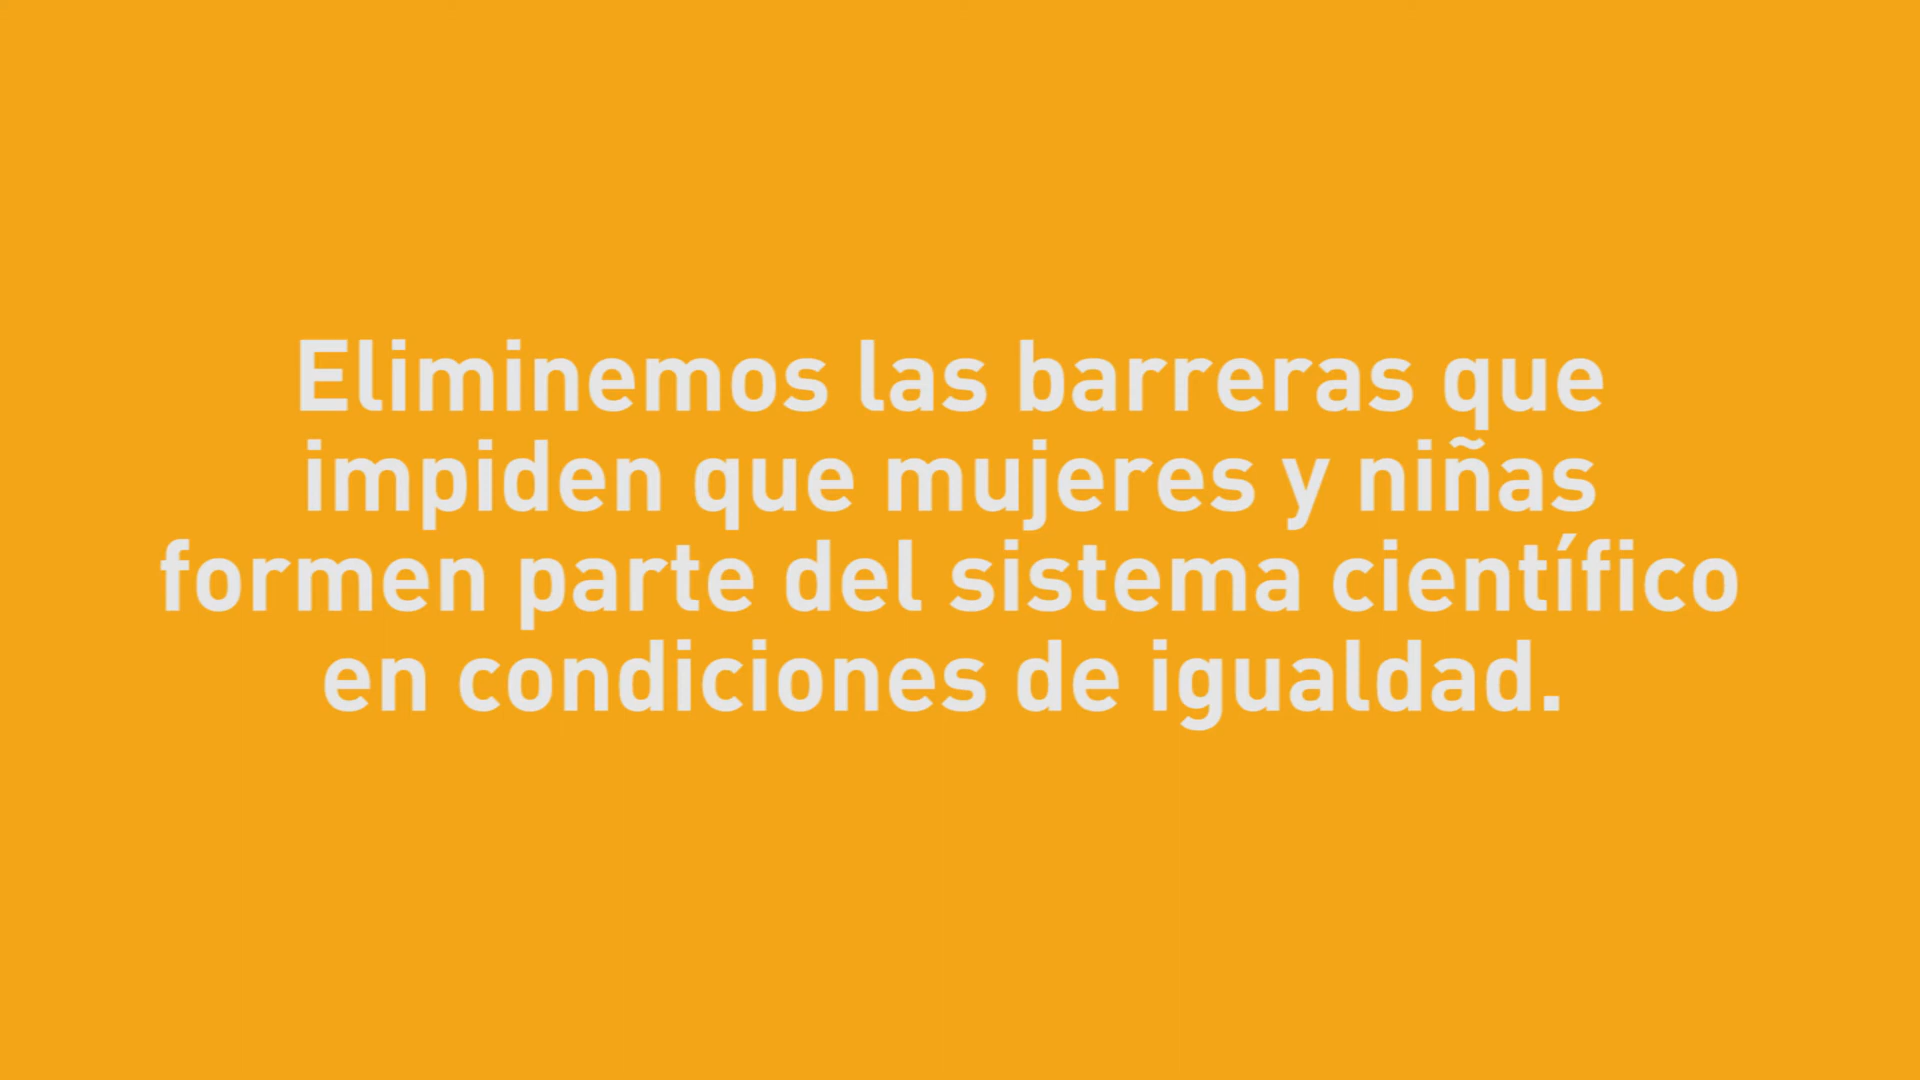 Eliminemos las barreras que
impiden que mujeres y niñas
formen parte del sistema científico
en condiciones de igualdad.